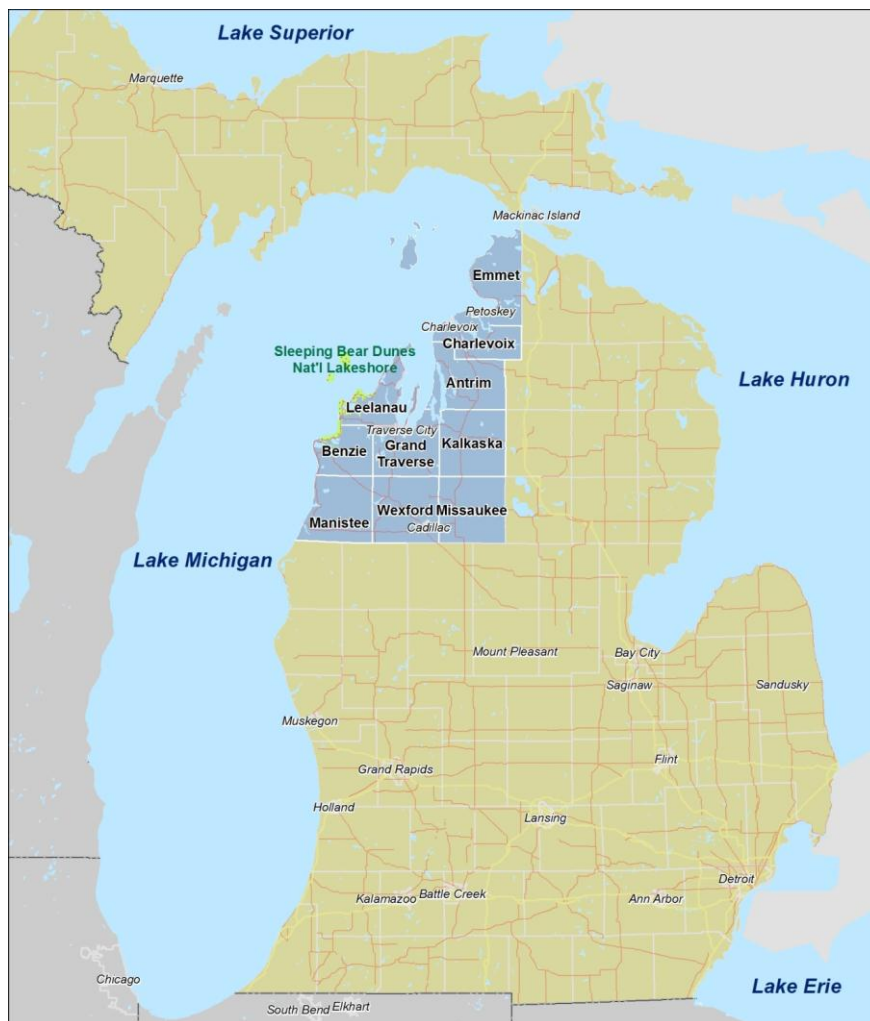 Lake Superior
Marquette
Mackinac Island
Emmet
Petoskey
Charlevoix
Charlevoix
Sleeping Bear Dunes
Nat'l Lakeshore
Antrim
Lake Huron
Leelanau
Traverse City
Benzie
Grand
Traverse
Kalkaska
Manistee
Wexford
Missaukee
Cadillac
Lake Michigan
Mount Pleasant
Bay City
Saginaw
Sandusky
Muskegon
Grand Rapids
Flint
Holland
Lansing
Kalamazoo
Battle Creek
Ann Arbor
Detroit
Chicago
South Bend
Elkhart
Lake Erie